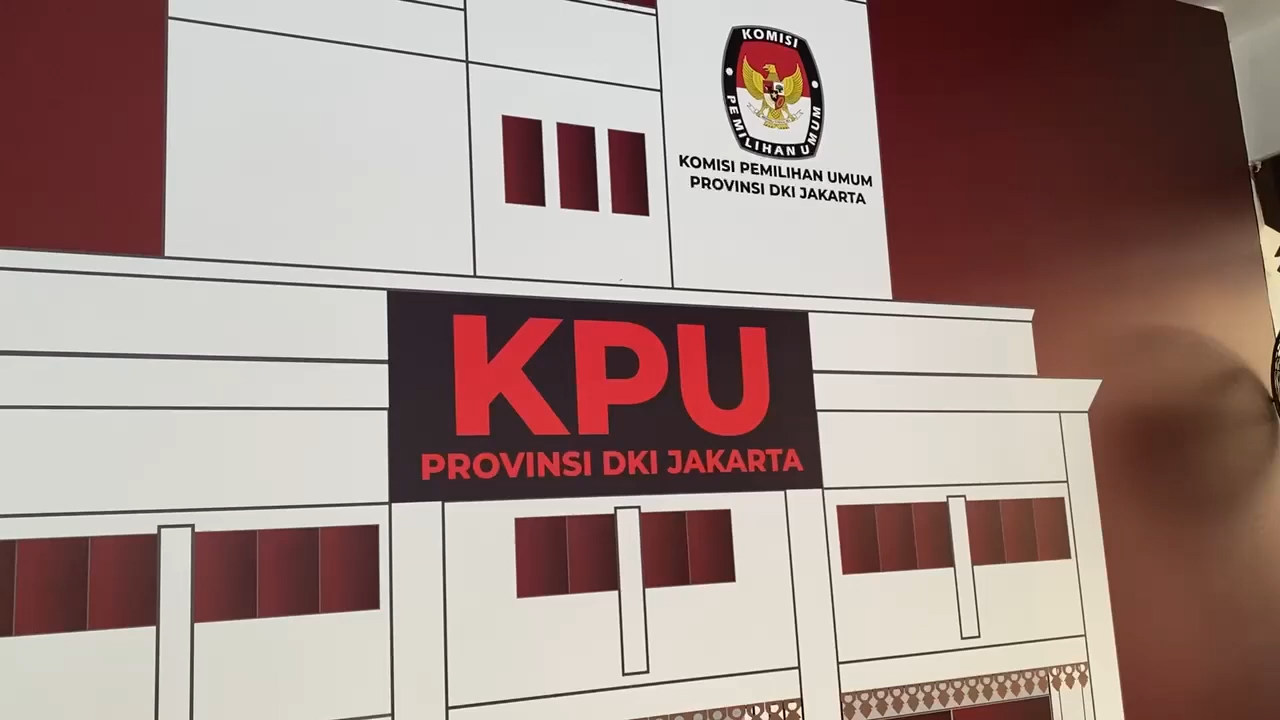 KOMISI
PEMILIHAN UMUM
KOMISI PEMILIHAN UMUM
PROVINSI DKI JAKARTA
KPU
PROVINSI DKI JAKARTA